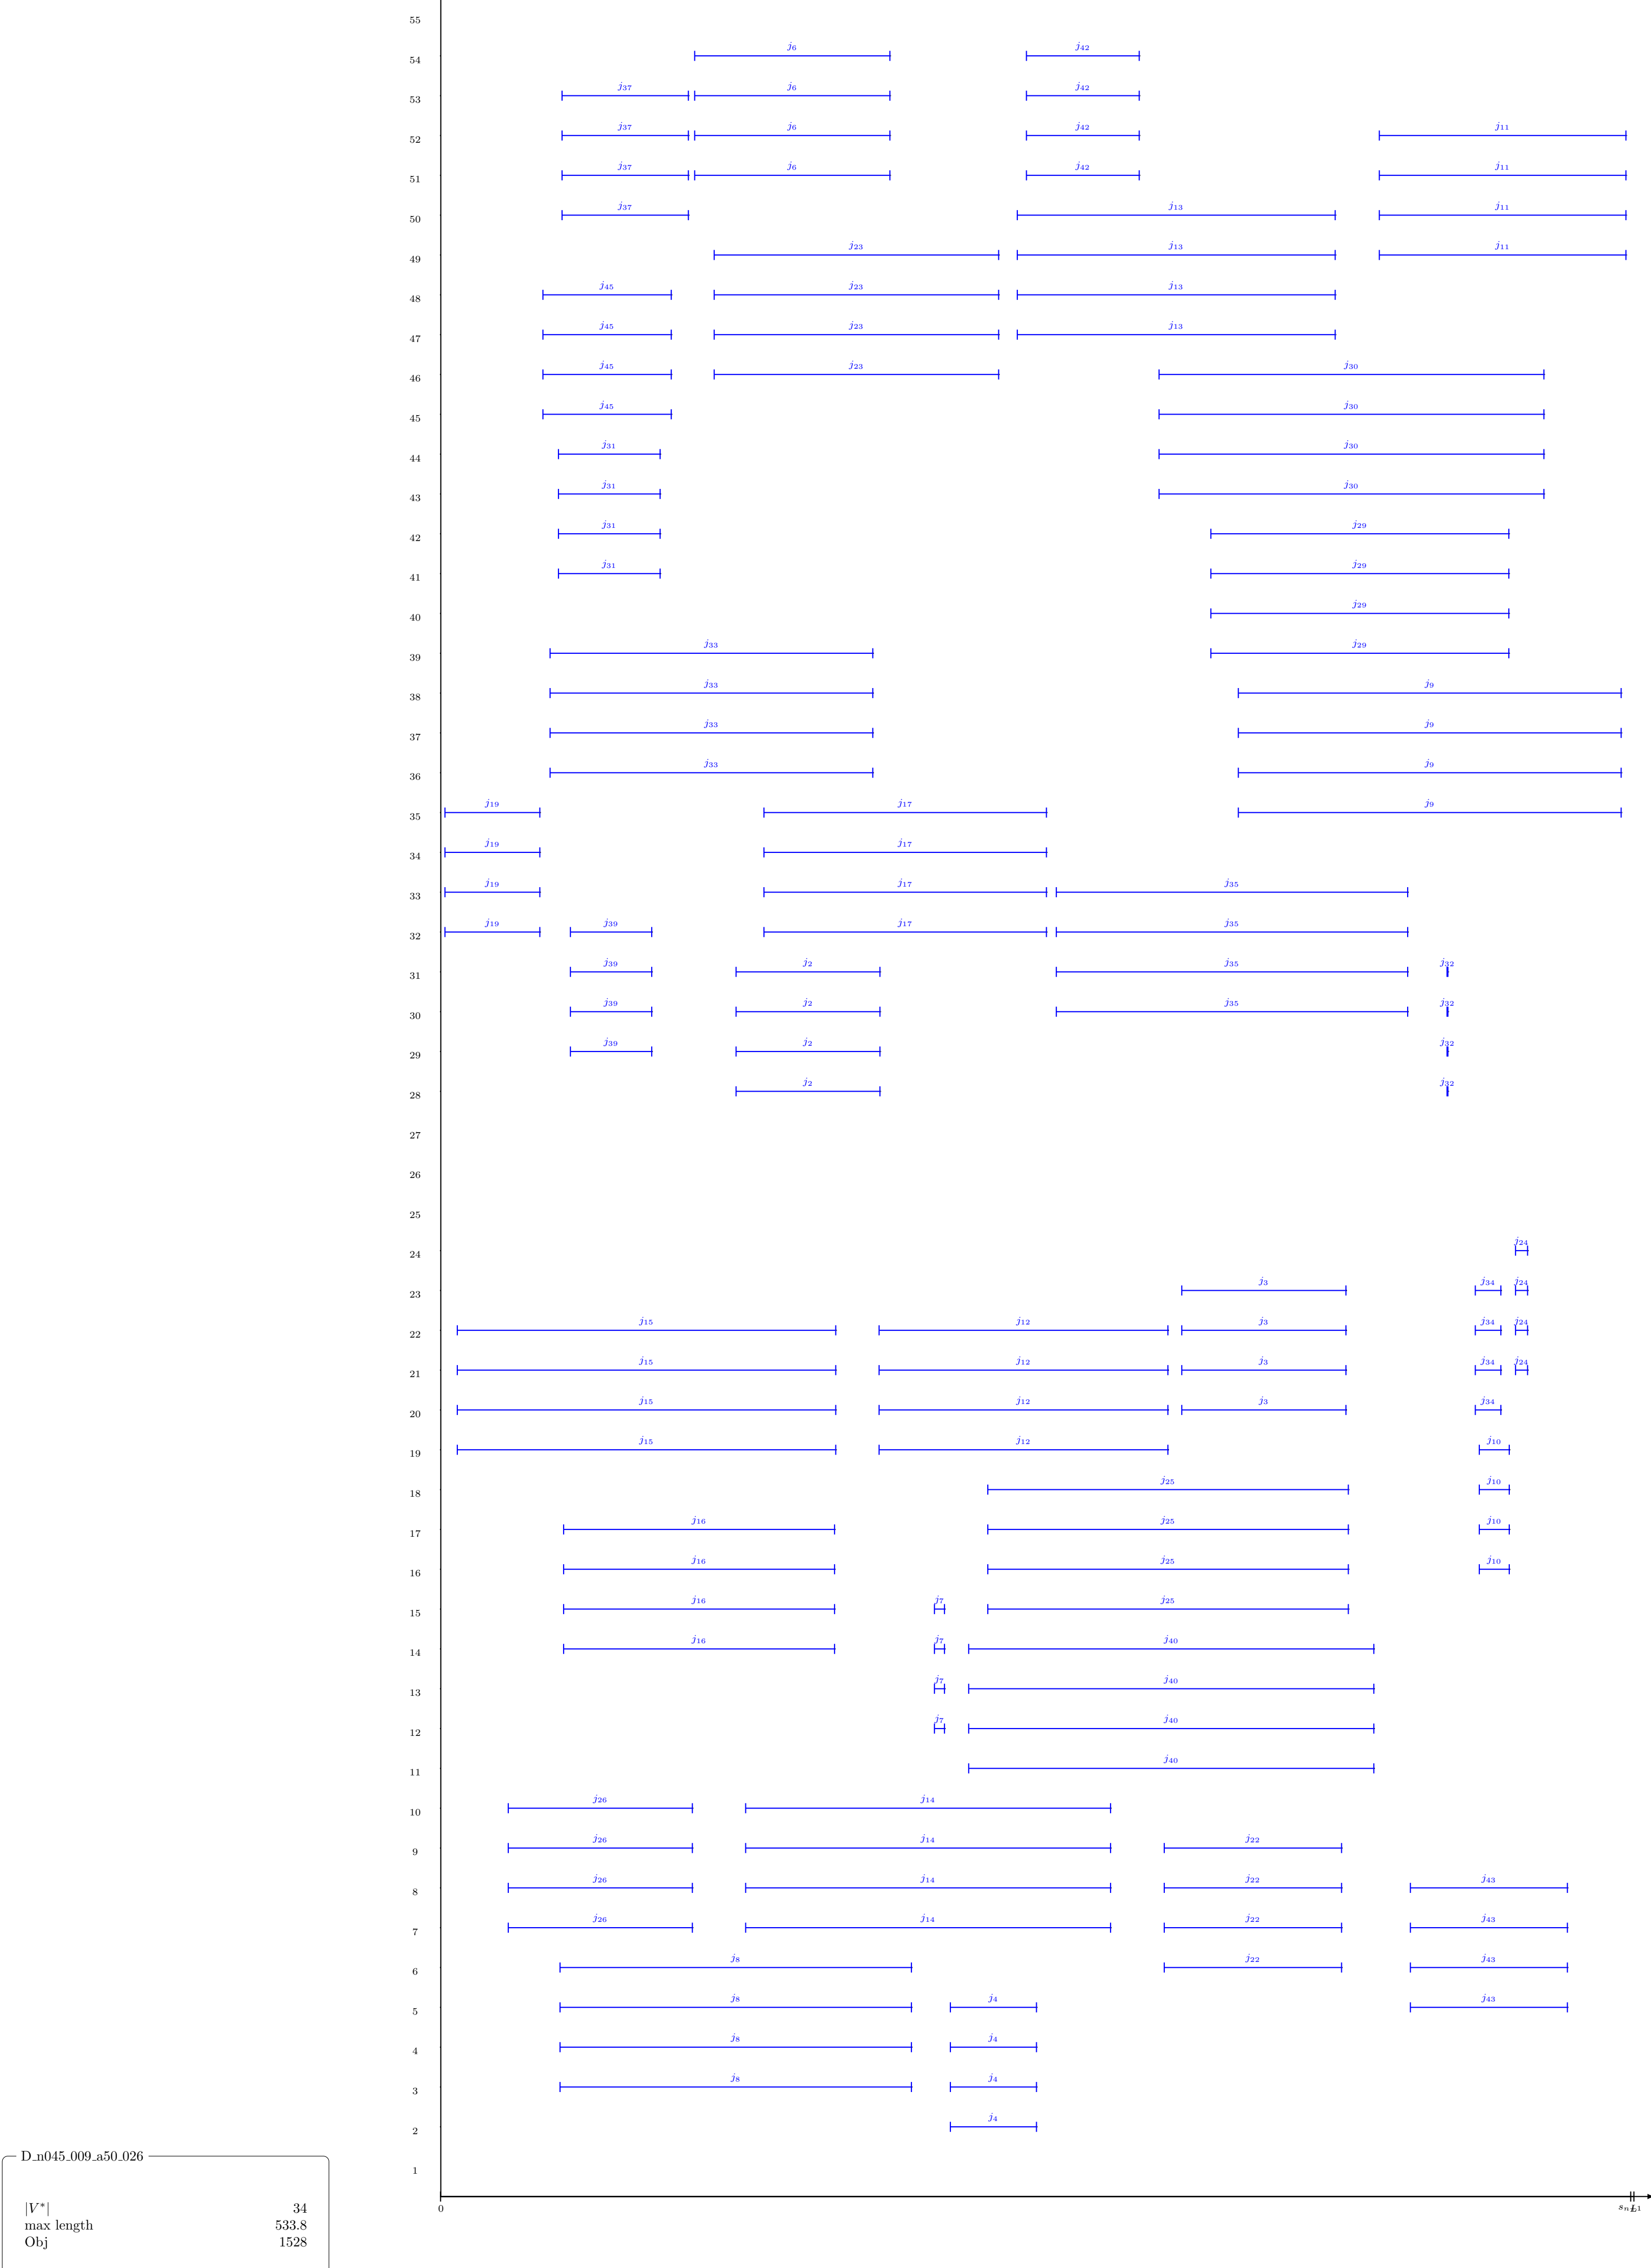 55
54 j6 j42
53 j37 j6 j42
52 j37 j6 j42 j11
51 j37 j6 j42 j11
50 j37 j13 j11
49 j23 j13 j11
48 j45 j23 j13
47 j45 j23 j13
46 j45 j23 j30
45 j45 j30
44 j31 j30
43 j31 j30
42 j31 j29
41 j31 j29
40 j29
39 j33 j29
38 j33 j9
37 j33 j9
36 j33 j9
35 j19 j17 j9
34 j19 j17
33 j19 j17 j35
32 j19 j39 j17 j35
31 j39 j2 j35 j32
30 j39 j2 j35 j32
29 j39 j2 j32
28 j2 j32
27
26
25
24 j24
23 j3 j34 j24
22 j15 j12 j3 j34 j24
21 j15 j12 j3 j34 j24
20 j15 j12 j3 j34
19 j15 j12 j10
18 j25 j10
17 j16 j25 j10
16 j16 j25 j10
15 j16 j7 j25
14 j16 j7 j40
13 j7 j40
12 j7 j40
11 j40
10 j26 j14
9 j26 j14 j22
8 j26 j14 j22 j43
7 j26 j14 j22 j43
6 j8 j22 j43
5 j8 j4 j43
4 j8 j4
3 j8 j4
2 j4
1
0
D_n045_009_a50_026
|V*| 34
max length 533.8
Obj 1528